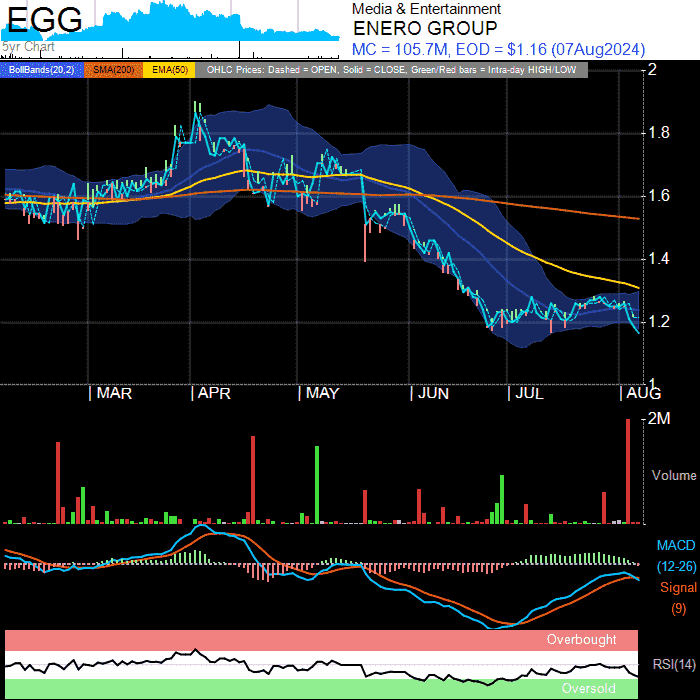 EGG
5yr Chart
Media & Entertainment
ENERO GROUP
MC = 105.7M, EOD = $1.16 (07Aug2024)
BollBands(20,2) SMA(200) EMA(50) OHLC Prices: Dashed = OPEN, Solid = CLOSE, Green/Red bars = Intra-day HIGH/LOW
2
1.8
1.6
1.4
1.2
1
| MAR | APR | MAY | JUN | JUL | AUG
2M
Volume
MACD
(12-26)
Signal
(9)
Overbought
RSI(14)
Oversold